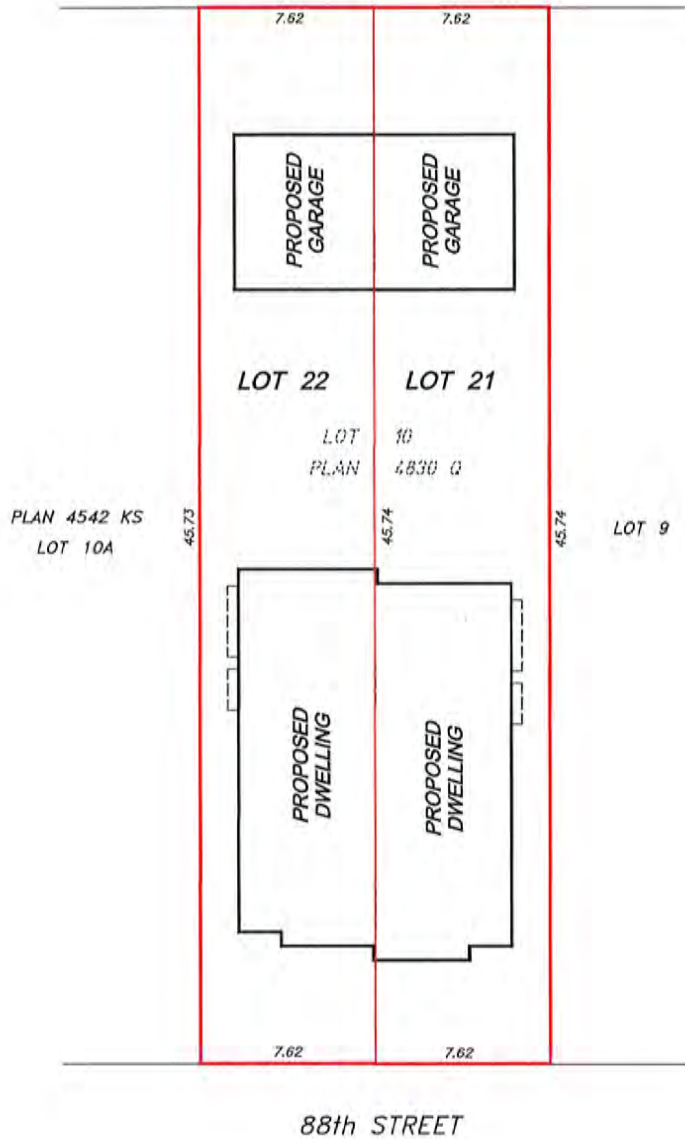 7.62 7.62
PROPOSED
GARAGE
PROPOSED
GARAGE
LOT 22 LOT 21
LOT 10
PLAN 4830 Q
PLAN 4542 KS
LOT 10A
45.73
45.74
45.74
LOT 9
PROPOSED
DWELLING
PROPOSED
DWELLING
7.62 7.62
88th STREET